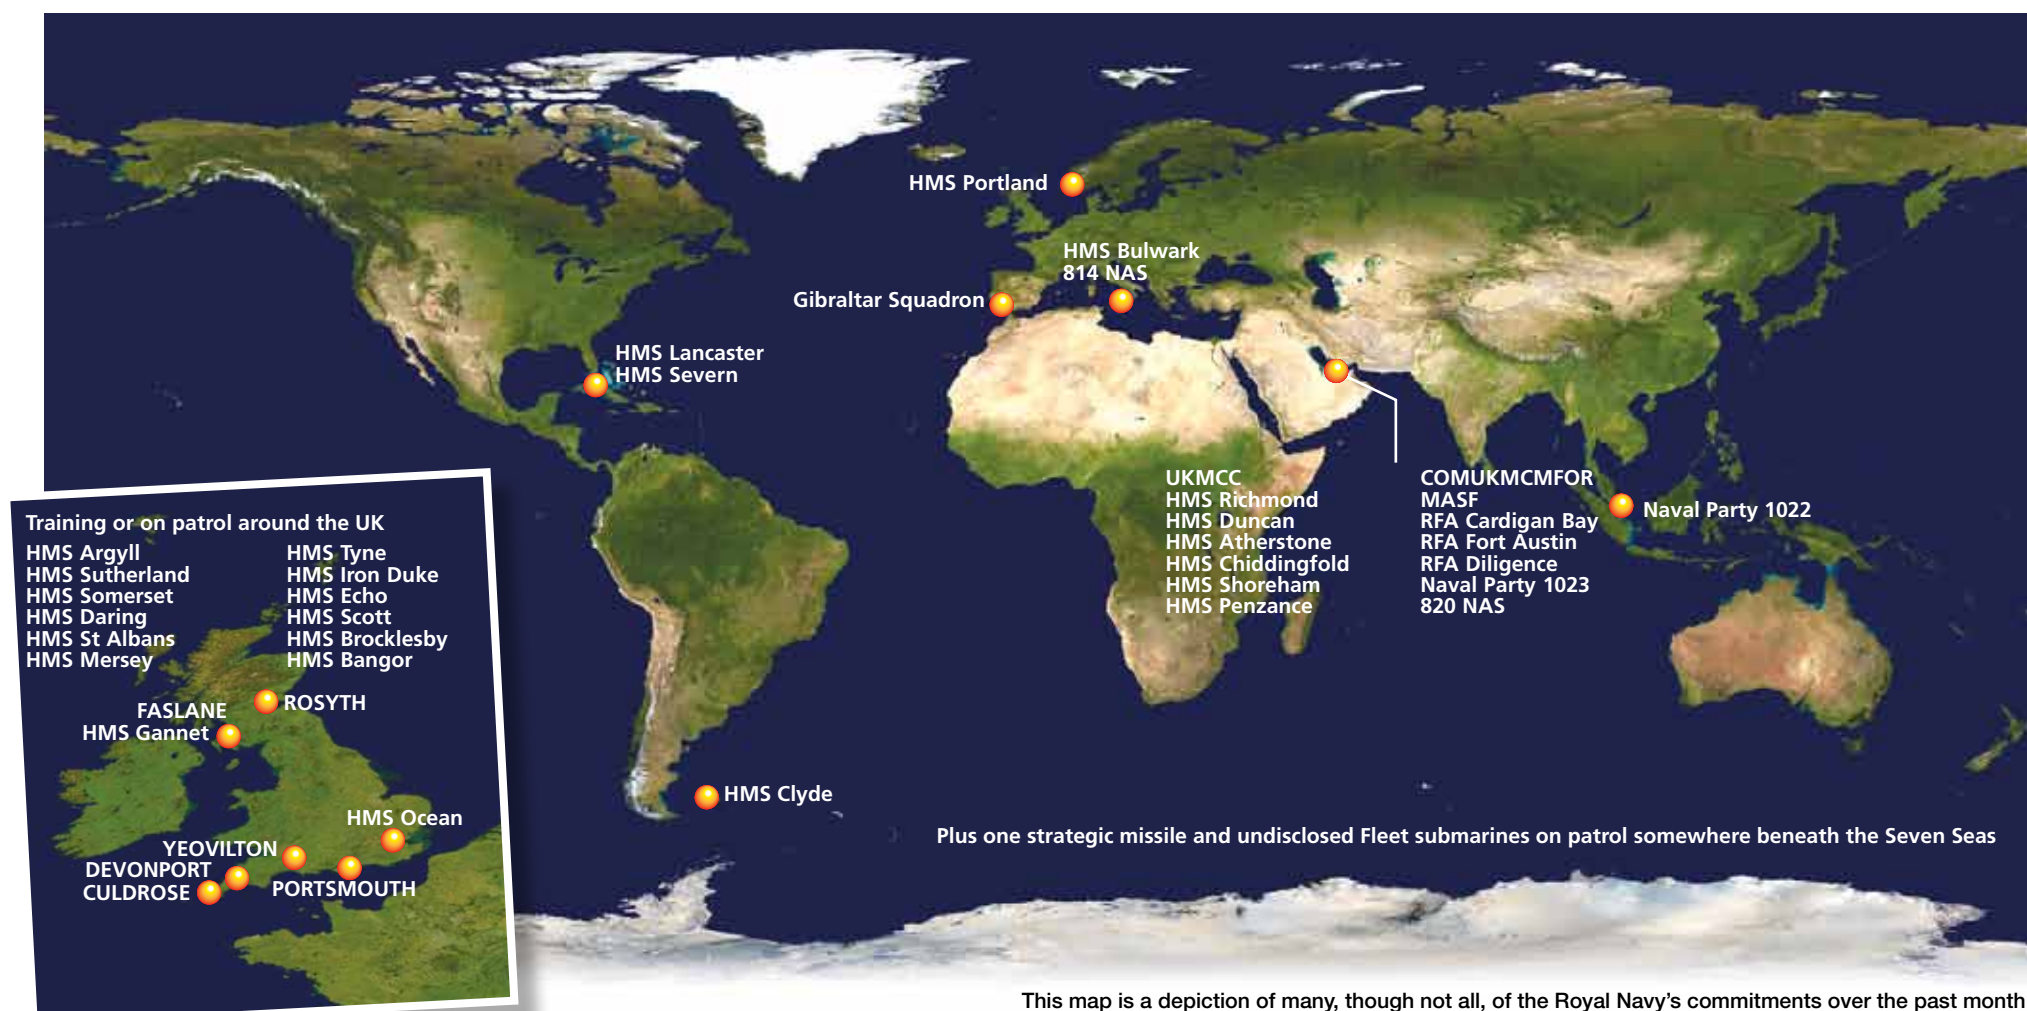 HMS Portland
HMS Bulwark
814 NAS
Gibraltar Squadron
HMS Lancaster
HMS Severn
UKMCC
HMS Richmond
HMS Duncan
HMS Atherstone
HMS Chiddingfold
HMS Shoreham
HMS Penzance
COMUKMCMFOR
MASF
RFA Cardigan Bay
RFA Fort Austin
RFA Diligence
Naval Party 1023
820 NAS
Naval Party 1022
Training or on patrol around the UK
HMS Argyll
HMS Sutherland
HMS Somerset
HMS Daring
HMS St Albans
HMS Mersey
HMS Tyne
HMS Iron Duke
HMS Echo
HMS Scott
HMS Brocklesby
HMS Bangor
ROSYTH
FASLANE
HMS Gannet
HMS Ocean
YEOVILTON
DEVONPORT
CULDROSE
PORTSMOUTH
HMS Clyde
Plus one strategic missile and undisclosed Fleet submarines on patrol somewhere beneath the Seven Seas
This map is a depiction of many, though not all, of the Royal Navy's commitments over the past month